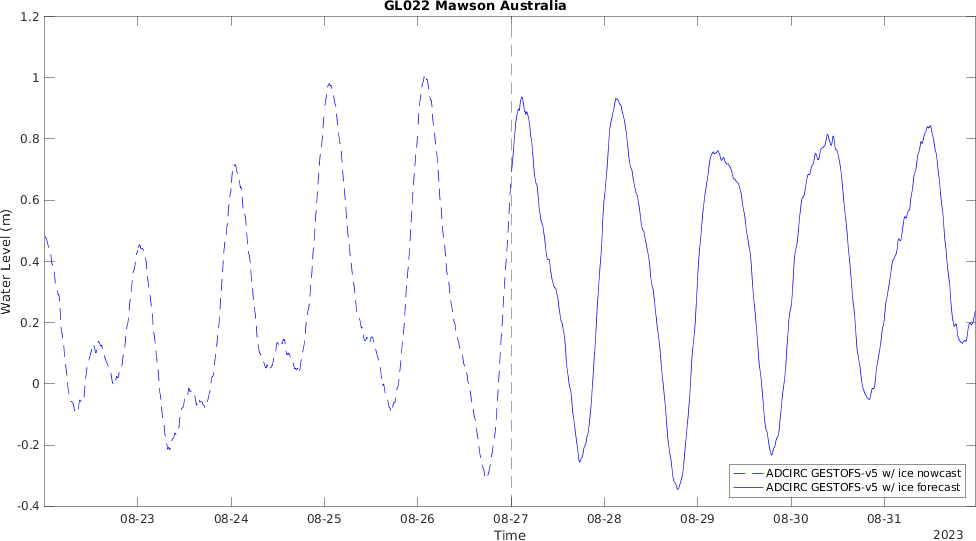 GL022 Mawson Australia
1.2
1
0.8
0.6
0.4
0.2
0
-0.2
-0.4
Water Level (m)
ADCIRC GESTOFS-v5 w/ ice nowcast
ADCIRC GESTOFS-v5 w/ ice forecast
08-23 08-24 08-25 08-26 08-27 08-28 08-29 08-30 08-31
Time
2023